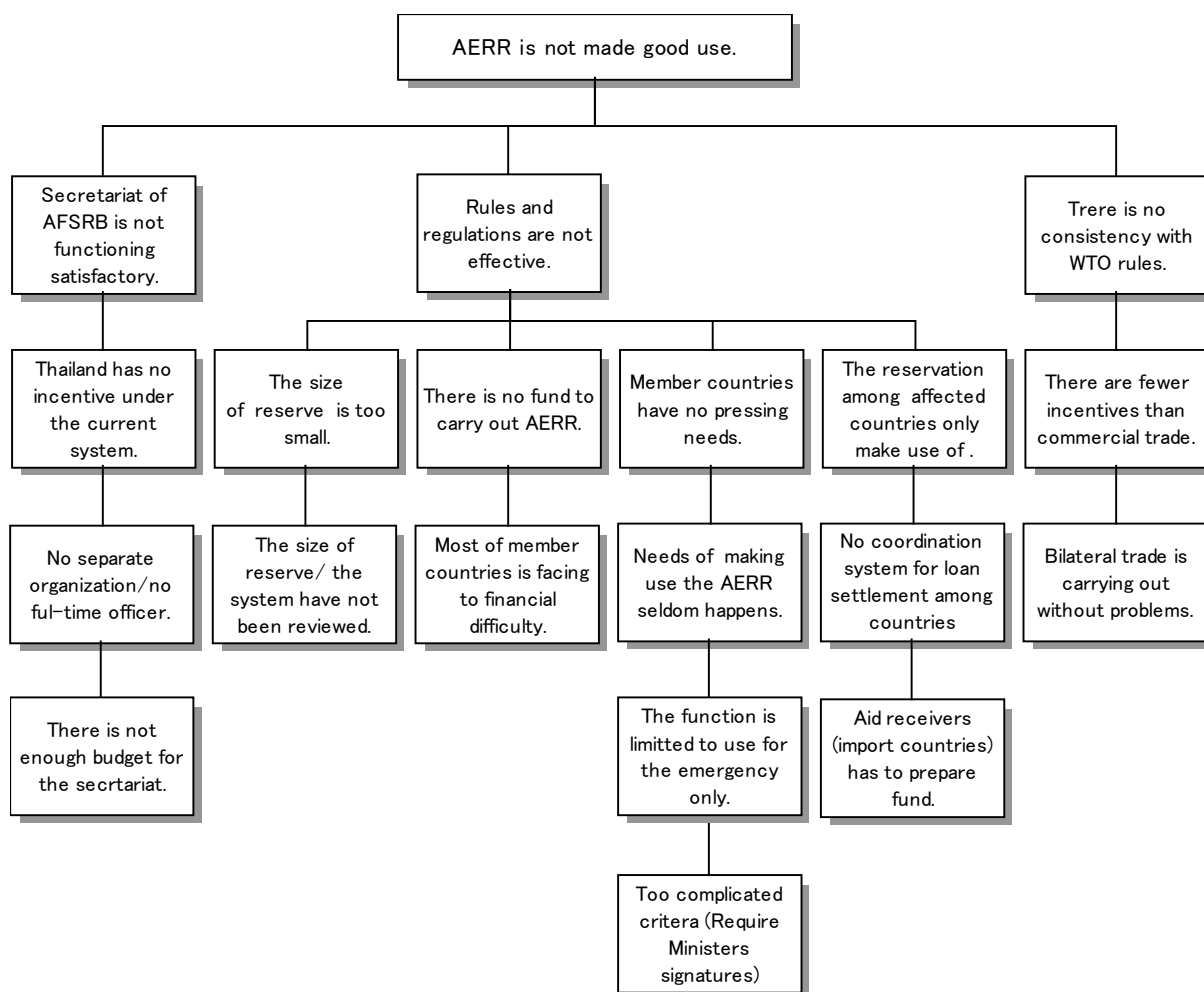 AERR is not made good use.
Secretariat of
AFSRB is not
functioning
satisfactory.
Rules and
regulations are not
effective.
Trere is no
consistency with
WTO rules.
Thailand has no
incentive under
the current
system.
The size
of reserve is too
small.
There is no fund to
carry out AERR.
Member countries
have no pressing
needs.
The reservation
among affected
countries only
make use of .
There are fewer
incentives than
commercial trade.
No separate
organization/no
ful-time officer.
The size of
reserve/ the
system have not
been reviewed.
Most of member
countries is facing
to financial
difficulty.
Needs of making
use the AERR
seldom happens.
No coordination
system for loan
settlement among
countries
Bilateral trade is
carrying out
without problems.
There is not
enough budget for
the secrtariat.
The function is
limitted to use for
the emergency
only.
Aid receivers
(import countries)
has to prepare
fund.
Too complicated
critera (Require
Ministers
signatures)